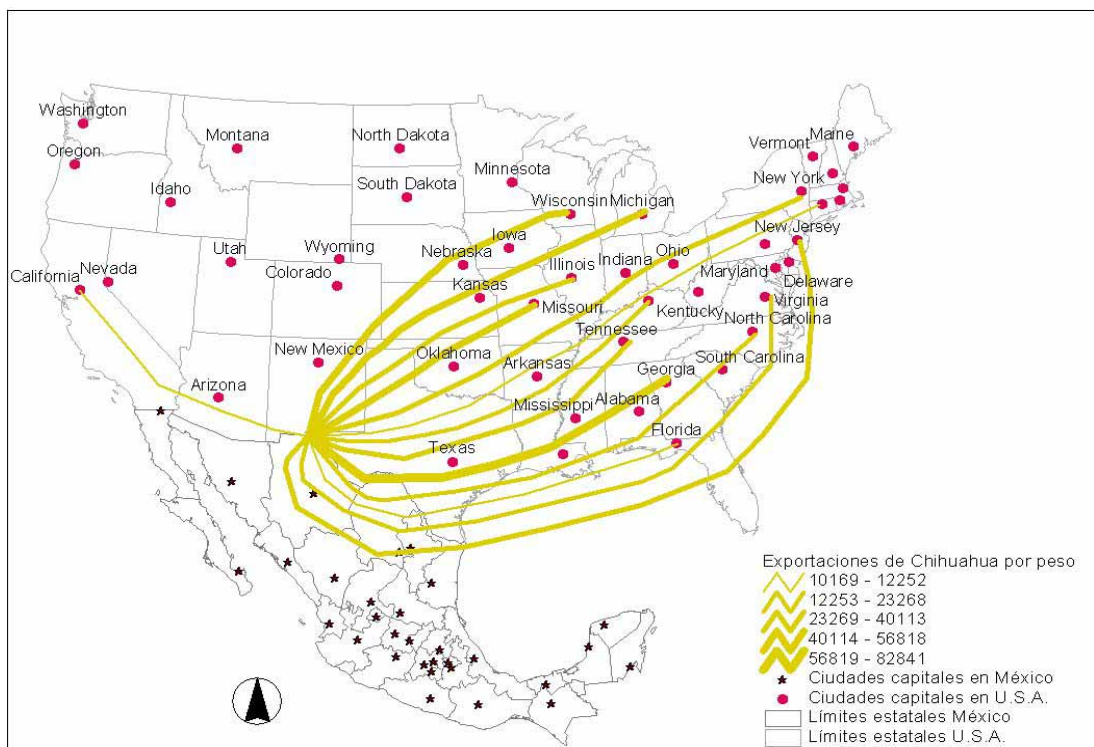 Washington
Oregon
Montana
North Dakota
Vermont
Maine
Idaho
South Dakota
Minnesota
New York
Wisconsin
Michigan
Utah
Wyoming
Nebraska
Iowa
New Jersey
California
Nevada
Colorado
Illinois
Indiana
Ohio
Maryland
Delaware
Kansas
Missouri
Kentucky
Virginia
North Carolina
Tennessee
New Mexico
Oklahoma
Arkansas
Georgia
South Carolina
Arizona
Mississippi
Alabama
Texas
Florida
Exportaciones de Chihuahua por peso
10169 - 12252
12253 - 23268
23269 - 40113
40114 - 56818
56819 - 82841
Ciudades capitales en México
Ciudades capitales en U.S.A.
Límites estatales México
Límites estatales U.S.A.